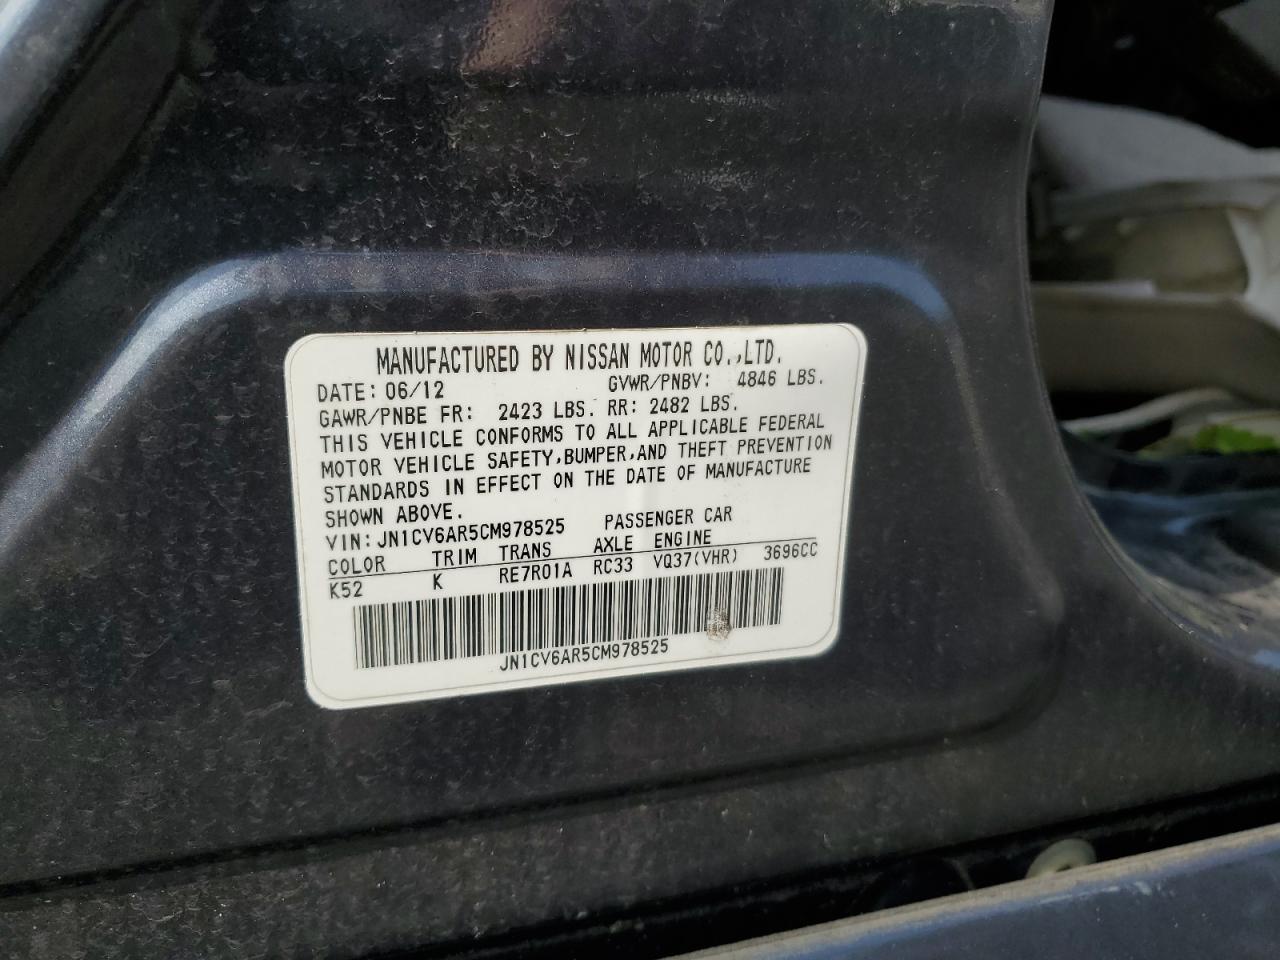 MANUFACTURED BY NISSAN MOTOR CO.,LTD.
DATE: 06/12 GVWR/PNBV: 4846 LBS.
GAWR/PNBE FR: 2423 LBS. RR: 2482 LBS.
THIS VEHICLE CONFORMS TO ALL APPLICABLE FEDERAL
MOTOR VEHICLE SAFETY,BUMPER,AND THEFT PREVENTION
STANDARDS IN EFFECT ON THE DATE OF MANUFACTURE
SHOWN ABOVE.
VIN: JN1CV6AR5CM978525 PASSENGER CAR
COLOR TRIM TRANS AXLE ENGINE
K52 K RE7R01A RC33 VQ37(VHR) 3696CC
JN1CV6AR5CM978525